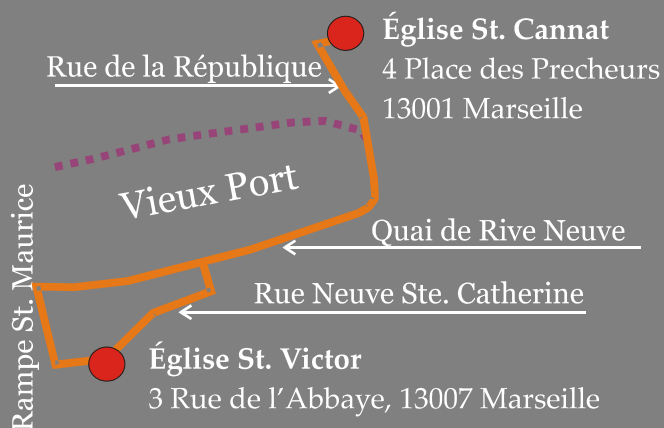 Église St. Cannat
4 Place des Precheurs
13001 Marseille
Rue de la République
Vieux Port
Quai de Rive Neuve
Rue Neuve Ste. Catherine
Rampe St. Maurice
Église St. Victor
3 Rue de l’Abbaye, 13007 Marseille